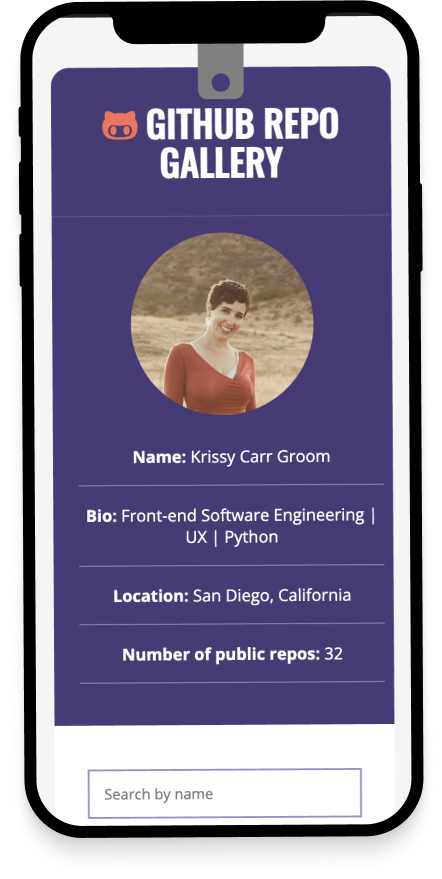 GITHUB REPO
GALLERY
Name: Krissy Carr Groom
Bio: Front-end Software Engineering |
UX | Python
Location: San Diego, California
Number of public repos: 32
Search by name